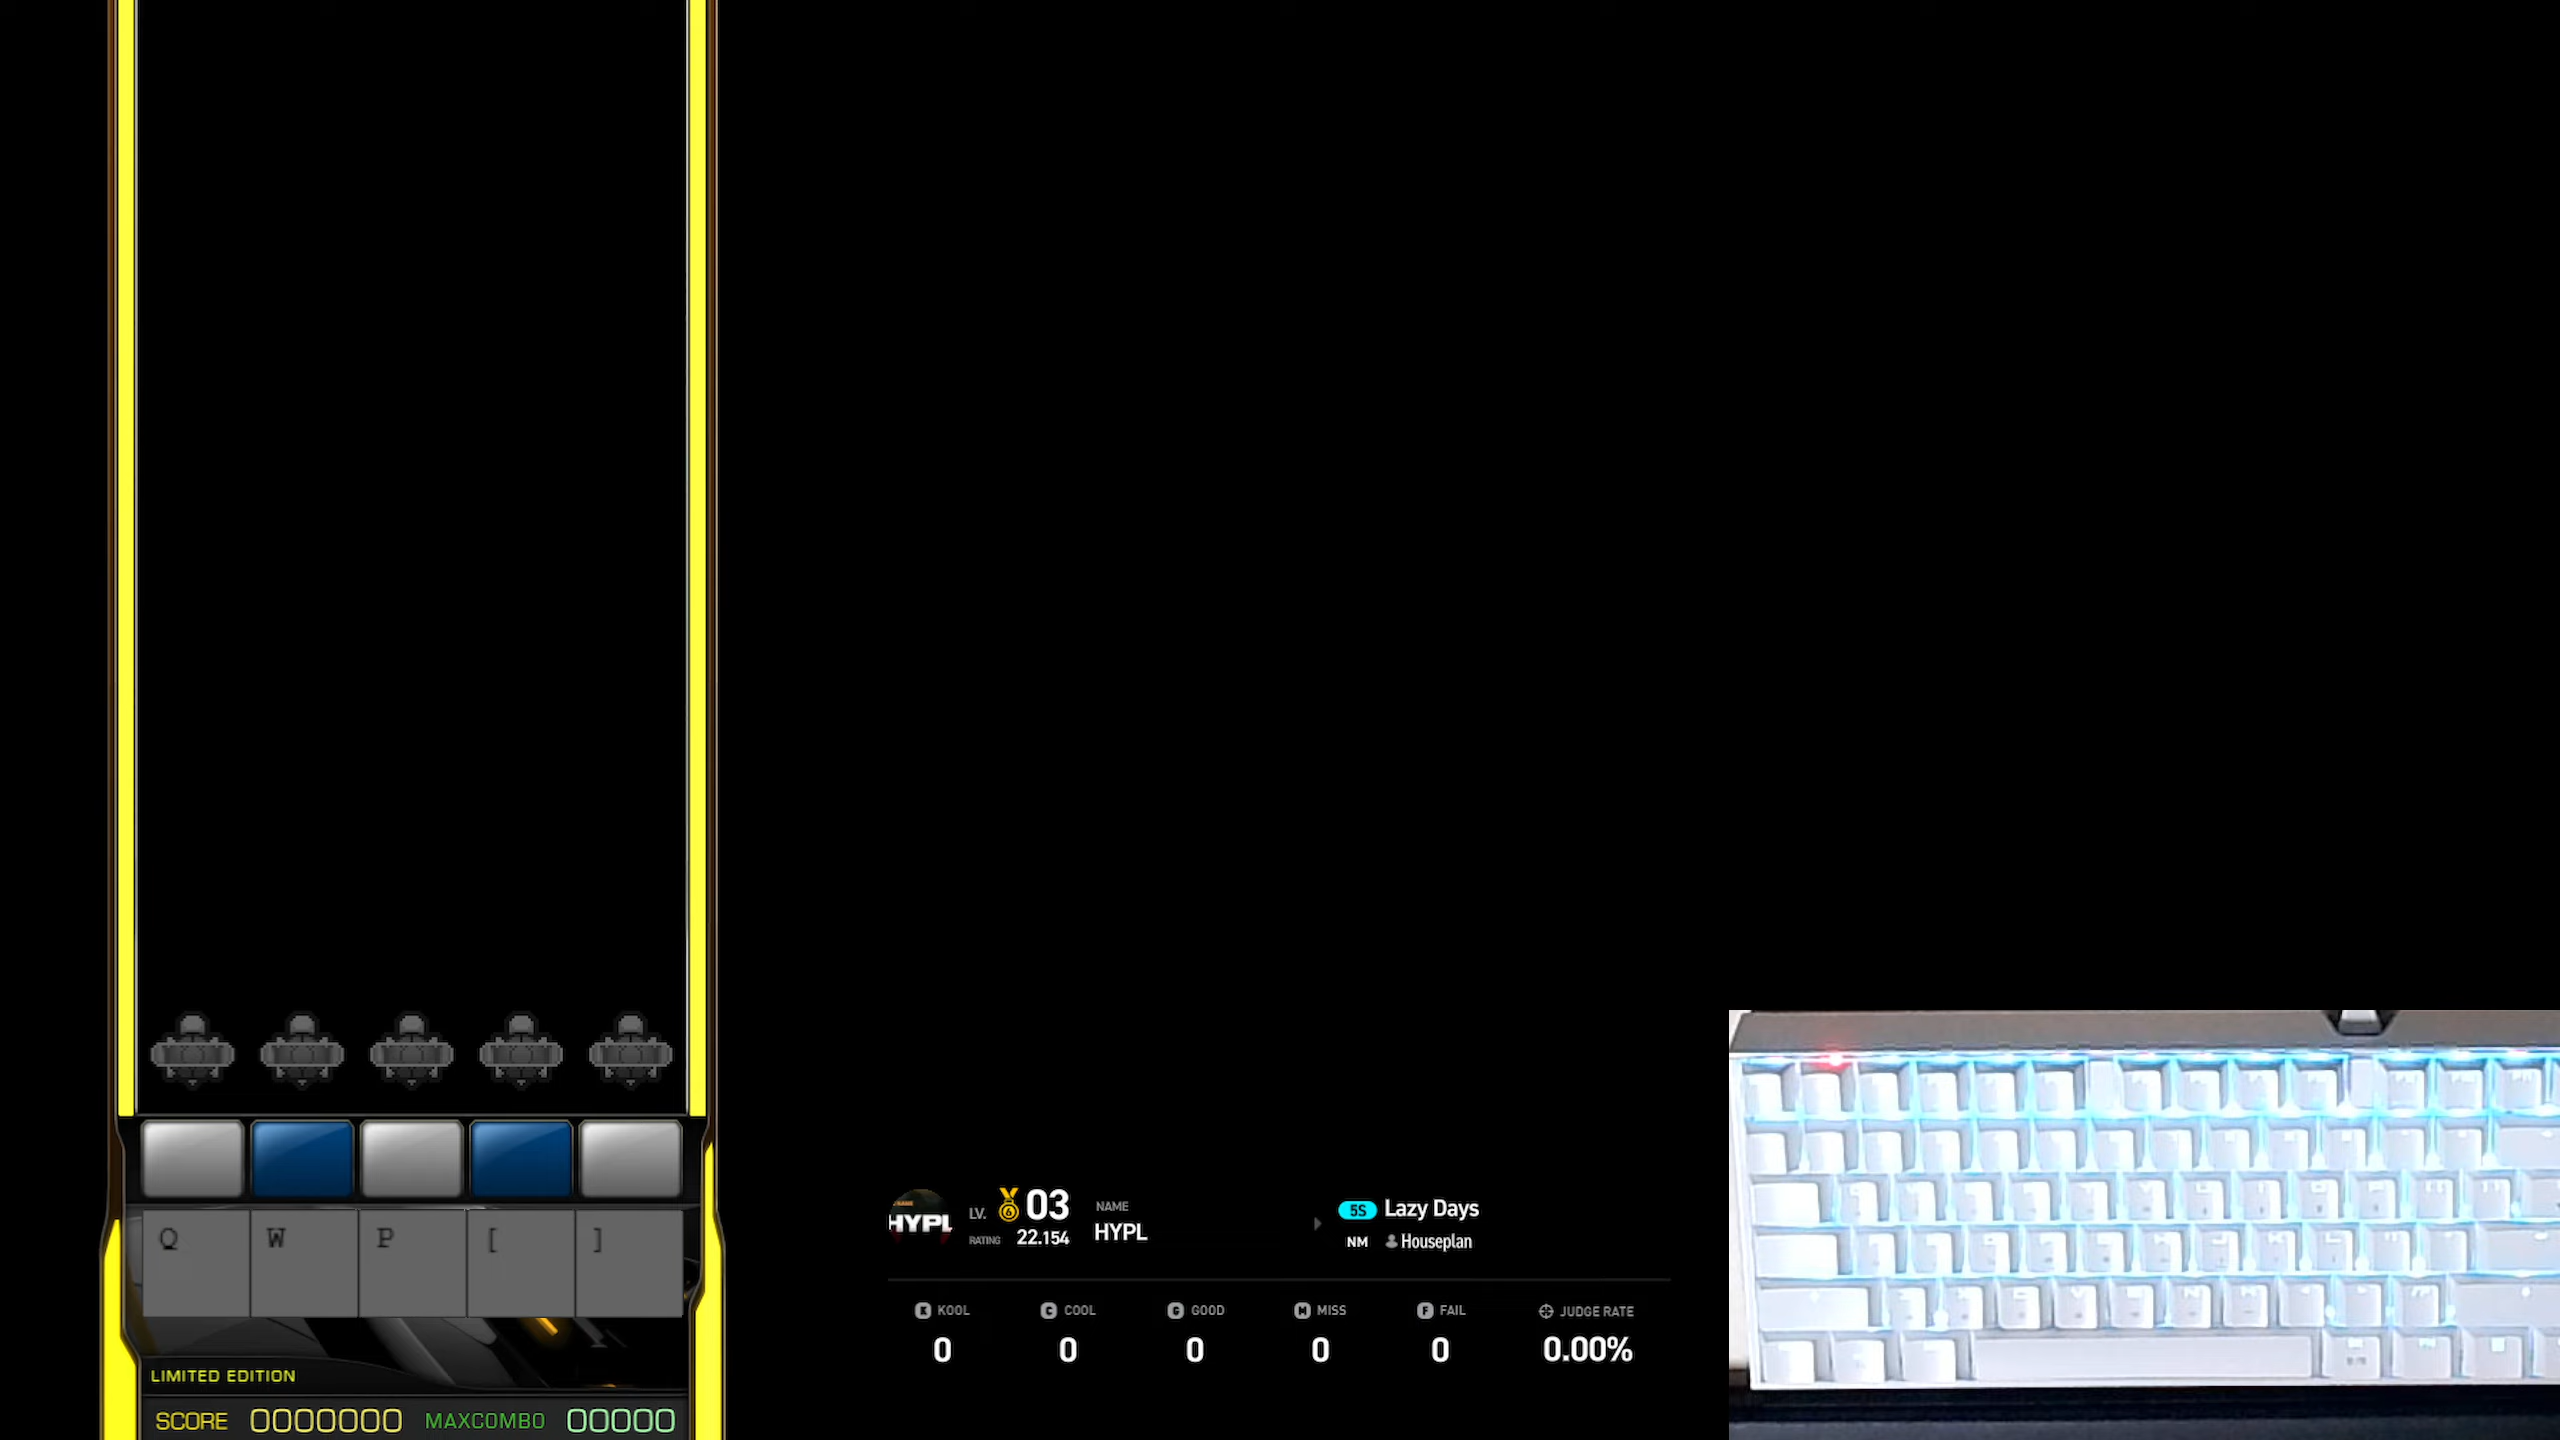 Q W P [ ]
LIMITED EDITION
SCORE 0000000 MAXCOMBO 00000
HYPL
LV. 6 03
RATING 22.154
NAME
HYPL
5S Lazy Days
NM Houseplan
K KOOL C COOL G GOOD M MISS F FAIL JUDGE RATE
0 0 0 0 0 0.00%